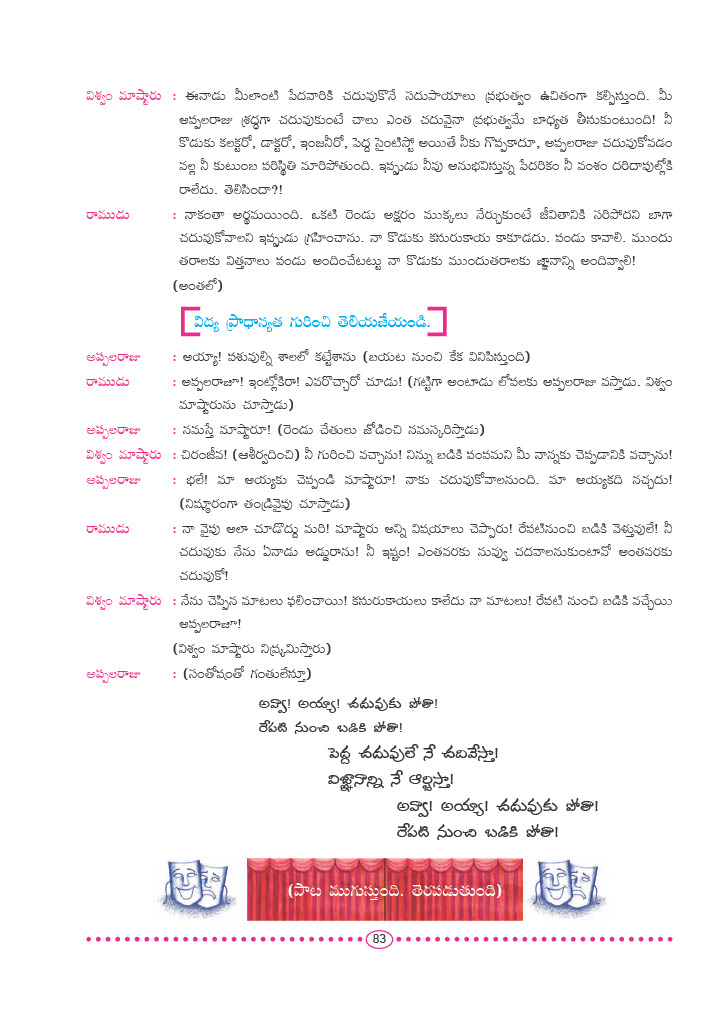 విశ్వం మాష్టారు : ఈనాడు మీలాంటి పేదవారికి చదువుకొనే సదుపాయాలు ప్రభుత్వం ఉచితంగా కల్పిస్తుంది. మీ
అప్పలరాజు శ్రద్ధగా చదువుకుంటే చాలు ఎంత చదువైనా ప్రభుత్వమే బాధ్యత తీసుకుంటుంది! నీ
కొడుకు కలక్టరో, డాక్టరో, ఇంజనీరో, పెద్ద సైంటిస్టో అయితే నీకు గొప్పకాదూ, అప్పలరాజు చదువుకోవడం
వల్ల నీ కుటుంబ పరిస్థితి మారిపోతుంది. ఇప్పుడు నీవు అనుభవిస్తున్న పేదరికం నీ వంశం దరిదాపుల్లోకి
రాలేదు. తెలిసిందా?!
రాముడు : నాకంతా అర్థమయింది. ఒకటి రెండు అక్షరం ముక్కలు నేర్చుకుంటే జీవితానికి సరిపోదని బాగా
చదువుకోవాలని ఇప్పుడు గ్రహించాను. నా కొడుకు కసురుకాయ కాకూడదు. పండు కావాలి. ముందు
తరాలకు విత్తనాలు పండు అందించేటట్టు నా కొడుకు ముందుతరాలకు జ్ఞానాన్ని అందివ్వాలి!
(అంతలో)
విద్య ప్రాధాన్యత గురించి తెలియచేయండి.
అప్పలరాజు : అయ్యా! పశువుల్ని శాలలో కట్టేశాను (బయట నుంచి కేక వినిపిస్తుంది)
రాముడు : అప్పలరాజూ! ఇంట్లోకిరా! ఎవరొచ్చారో చూడు! (గట్టిగా అంటాడు లోపలకు అప్పలరాజు వస్తాడు. విశ్వం
మాష్టారును చూస్తాడు)
అప్పలరాజు : నమస్తే మాష్టారూ! (రెండు చేతులు జోడించి నమస్కరిస్తాడు)
విశ్వం మాష్టారు : చిరంజీవ! (ఆశీర్వదించి) నీ గురించి వచ్చాను! నిన్ను బడికి పంపమని మీ నాన్నకు చెప్పడానికి వచ్చాను!
అప్పలరాజు : భలే! మా అయ్యకు చెప్పండి మాష్టారూ! నాకు చదువుకోవాలనుంది. మా అయ్యకది నచ్చదు!
(నిష్ఠూరంగా తండ్రివైపు చూస్తాడు)
రాముడు : నా వైపు అలా చూడొద్దు మరి! మాష్టారు అన్ని విషయాలు చెప్పారు! రేపటినుంచి బడికి వెళ్తువులే! నీ
చదువుకు నేను ఏనాడు అడ్డురాను! నీ ఇష్టం! ఎంతవరకు నువ్వు చదవాలనుకుంటావో అంతవరకు
చదువుకో!
విశ్వం మాష్టారు : నేను చెప్పిన మాటలు ఫలించాయి! కసురుకాయలు కాలేదు నా మాటలు! రేపటి నుంచి బడికి వచ్చేయి
అప్పలరాజూ!
(విశ్వం మాష్టారు నిష్క్రమిస్తారు)
అప్పలరాజు : (సంతోషంతో గంతులేస్తూ)
అవ్వా! అయ్యా! చదువుకు పోతా!
రేపటి నుంచి బడికి పోతా!
పెద్ద చదువులే నే చదివేస్తా!
విజ్ఞానాన్ని నే ఆర్జిస్తా!
అవ్వా! అయ్యా! చదువుకు పోతా!
రేపటి నుంచి బడికి పోతా!
(పాట ముగుస్తుంది. తెరపడుతుంది)
83